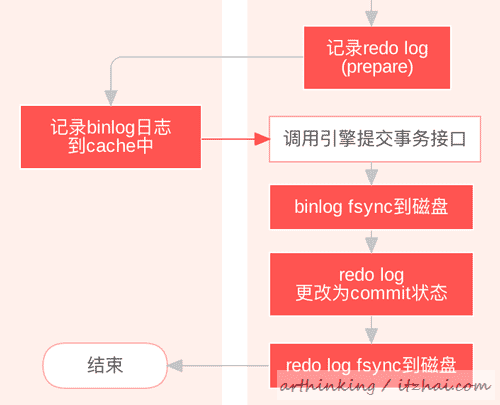 记录redo log
(prepare)
记录binlog日志
到cache中
调用引擎提交事务接口
binlog fsync到磁盘
redo log
更改为commit状态
redo log fsync到磁盘
结束
arthinking / itzhai.com